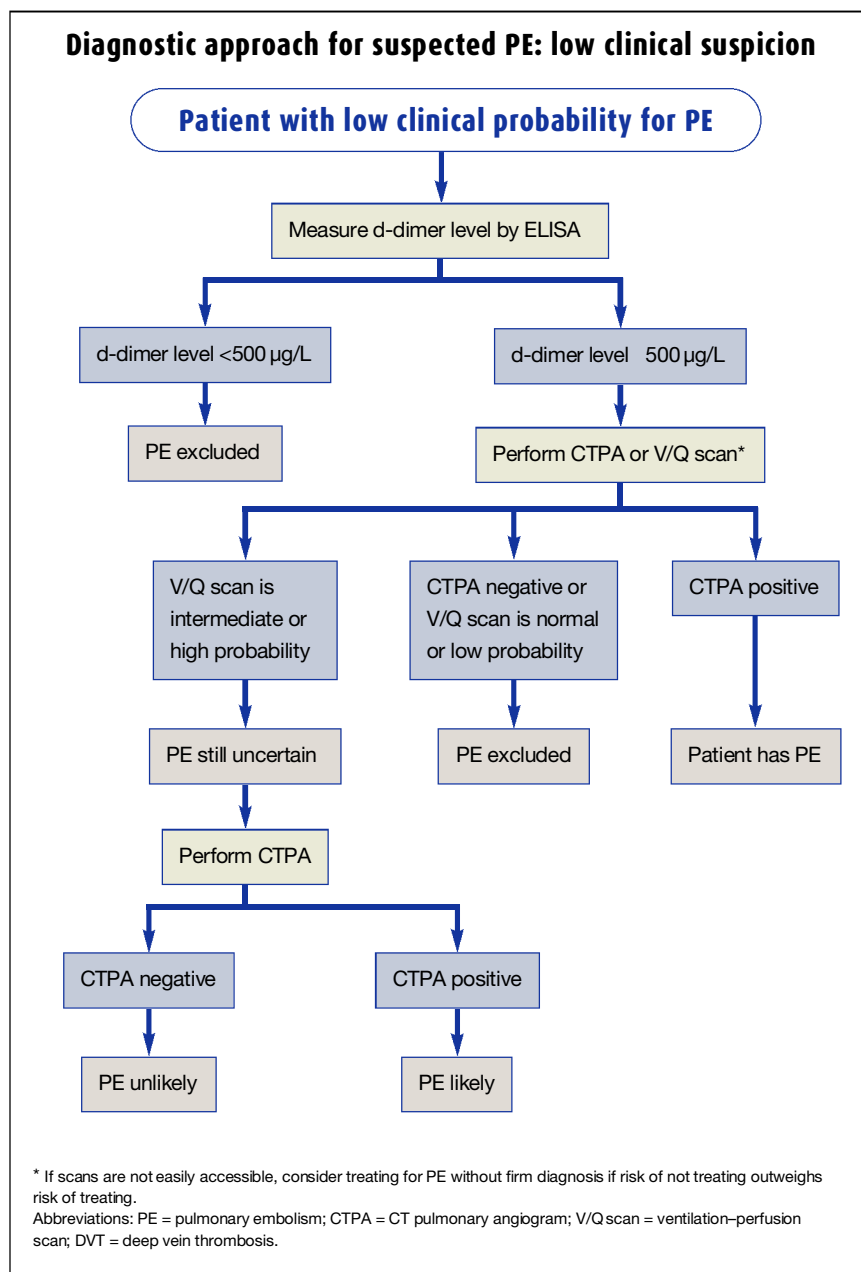 Diagnostic approach for suspected PE: low clinical suspicion
Patient with low clinical probability for PE
Measure d-dimer level by ELISA
d-dimer level <500 µg/L
d-dimer level 500 µg/L
PE excluded
Perform CTPA or V/Q scan*
V/Q scan is
intermediate or
high probability
CTPA negative or
V/Q scan is normal
or low probability
CTPA positive
PE still uncertain
PE excluded
Patient has PE
Perform CTPA
CTPA negative
CTPA positive
PE unlikely
PE likely
* If scans are not easily accessible, consider treating for PE without firm diagnosis if risk of not treating outweighs
risk of treating.
Abbreviations: PE = pulmonary embolism; CTPA = CT pulmonary angiogram; V/Q scan = ventilation–perfusion
scan; DVT = deep vein thrombosis.